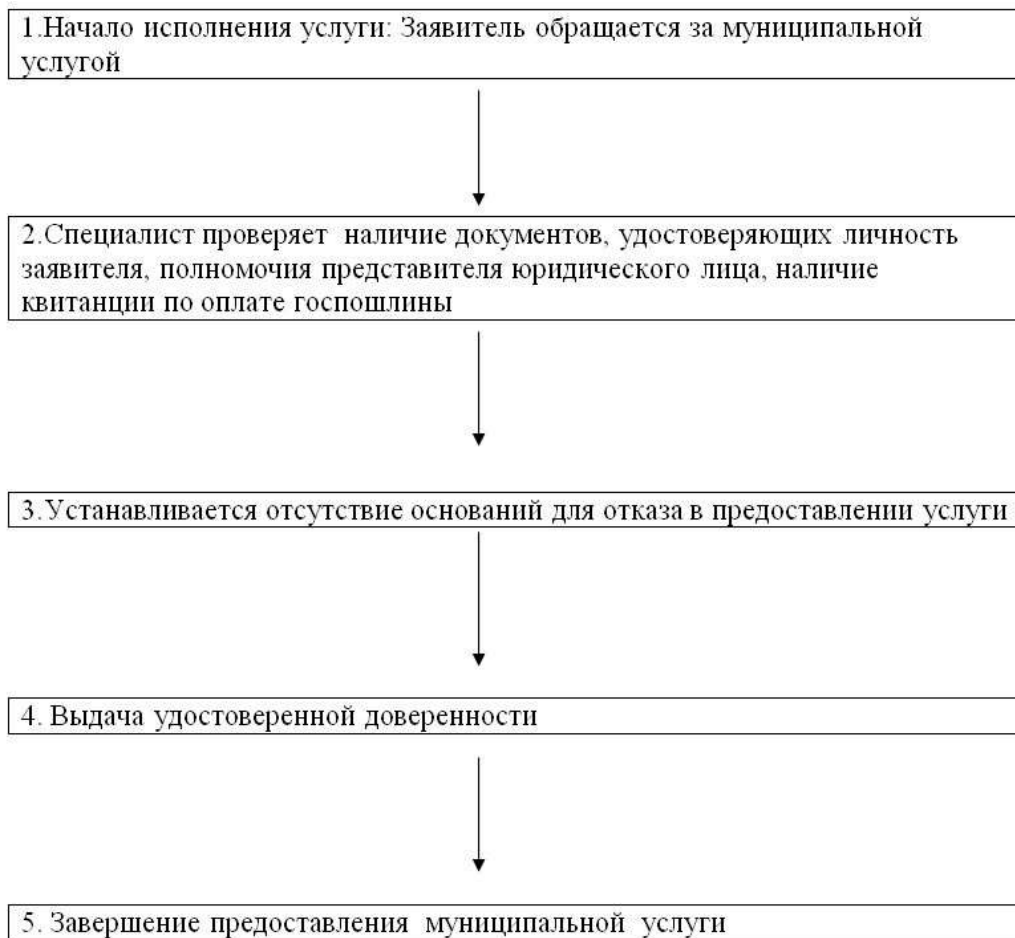 1.Начало исполнения услуги: Заявитель обращается за муниципальной
услугой
2.Специалист проверяет наличие документов, удостоверяющих личность
заявителя, полномочия представителя юридического лица, наличие
квитанции по оплате госпошлины
3.Устанавливается отсутствие оснований для отказа в предоставлении услуги
4. Выдача удостоверенной доверенности
5. Завершение предоставления муниципальной услуги